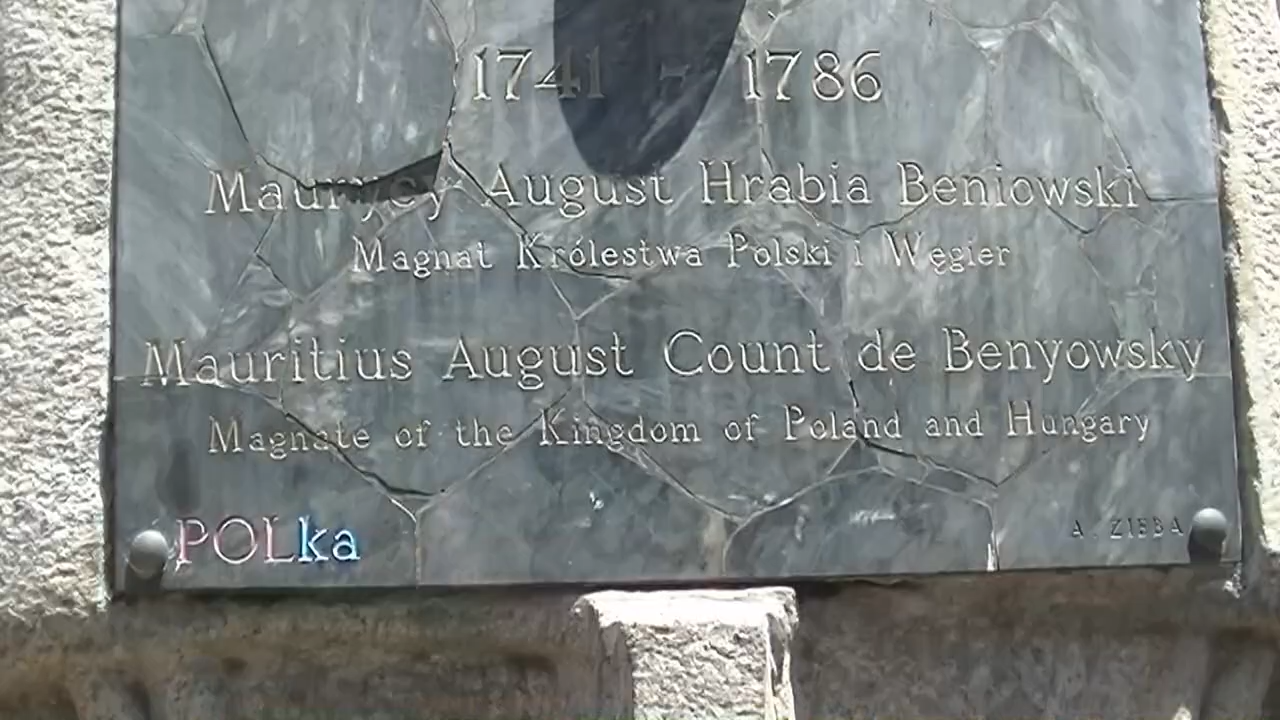 1741 - 1786
Maurycy August Hrabia Beniowski
Magnat Królestwa Polski i Węgier
Mauritius August Count de Benyowsky
Magnate of the Kingdom of Poland and Hungary
POLka
A. ZIEBA